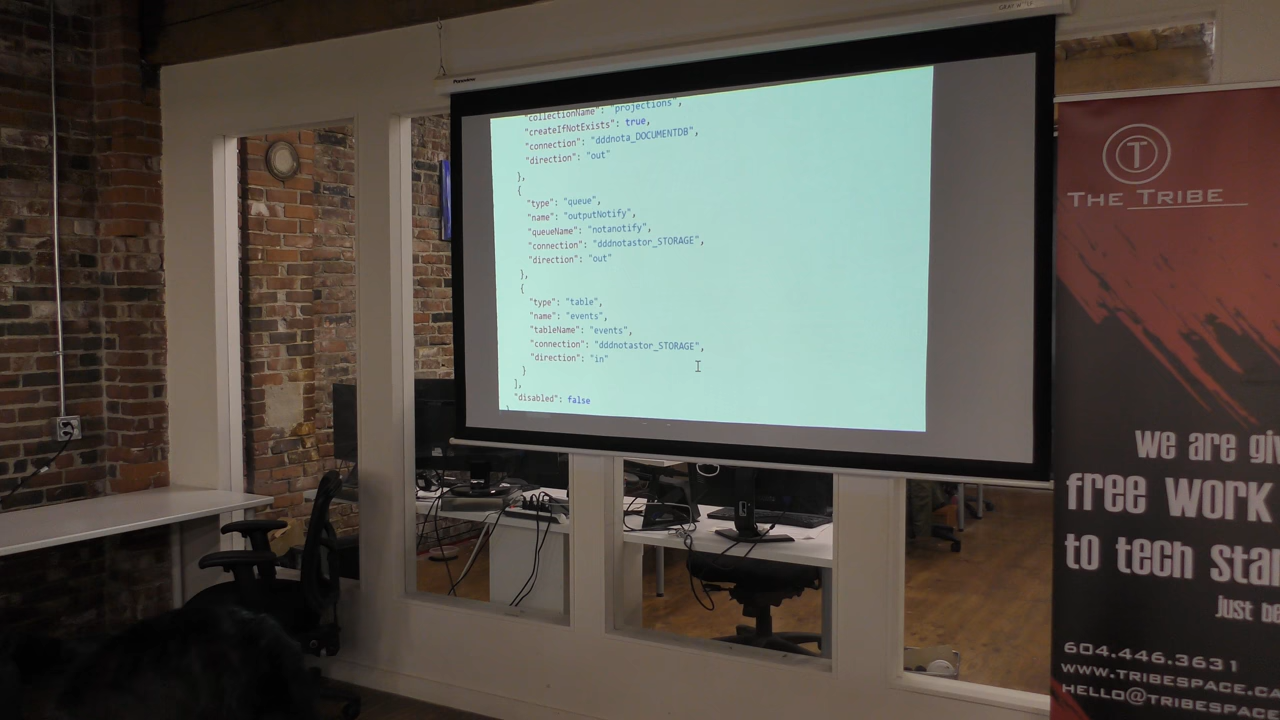 "collectionName": "projections",
"createIfNotExists": true,
"connection": "dddnota_DOCUMENTDB",
"direction": "out"
},
{
"type": "queue",
"name": "outputNotify",
"queueName": "notanotify",
"connection": "dddnotastor_STORAGE",
"direction": "out"
},
{
"type": "table",
"name": "events",
"tableName": "events",
"connection": "dddnotastor_STORAGE",
"direction": "in"
}
],
"disabled": false
T
THE TRIBE
we are giv
free work
to tech star
just be
604.446.3631
www.tribespace.ca
hello@tribespace